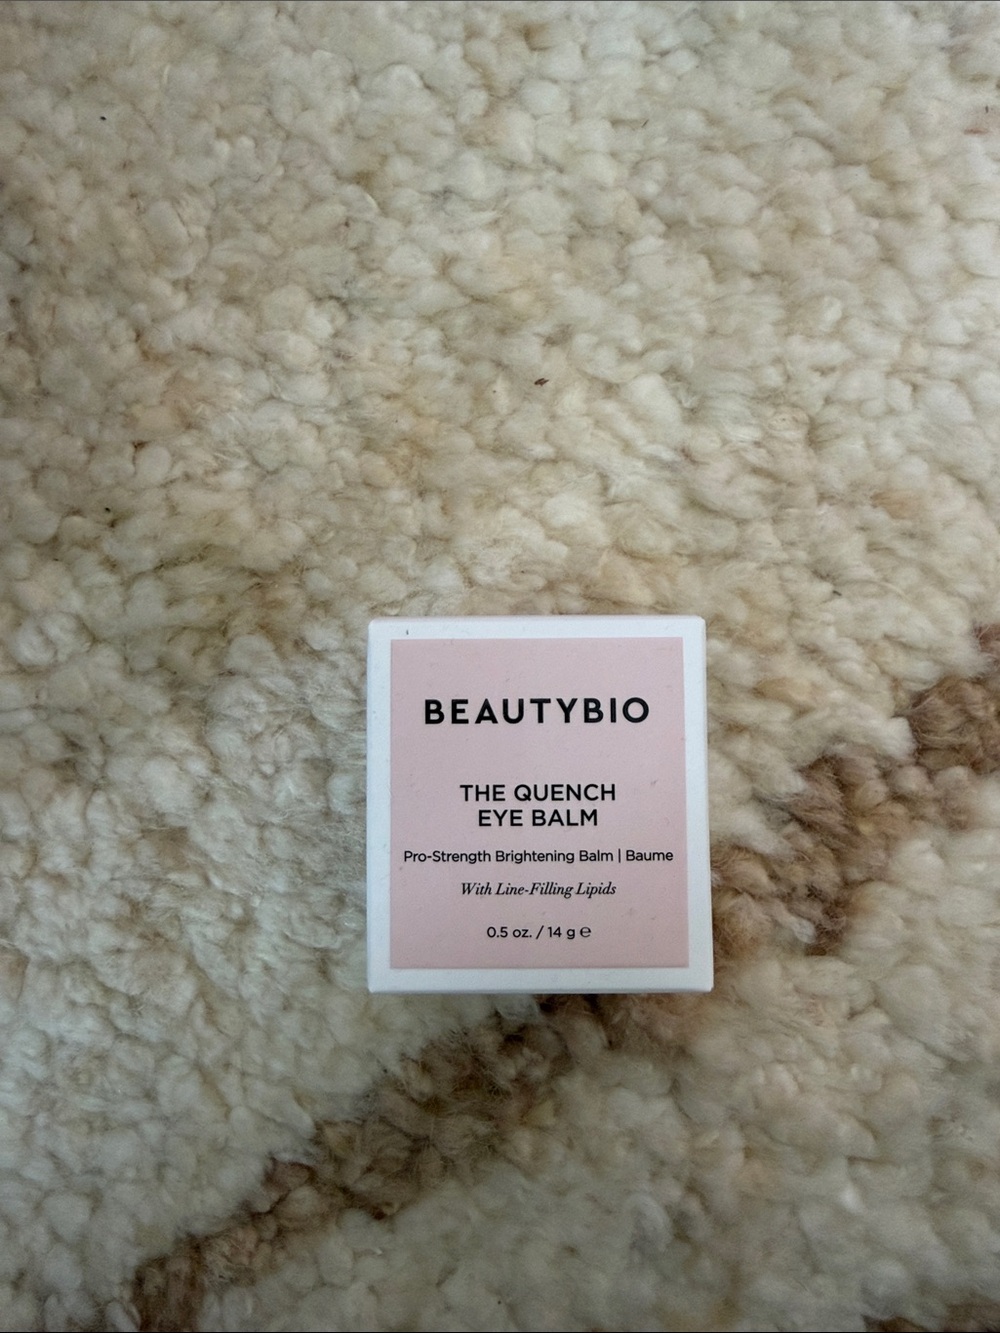 BEAUTYBIO
THE QUENCH
EYE BALM
Pro-Strength Brightening Balm | Baume
With Line-Filling Lipids
0.5 oz. / 14 g ℮